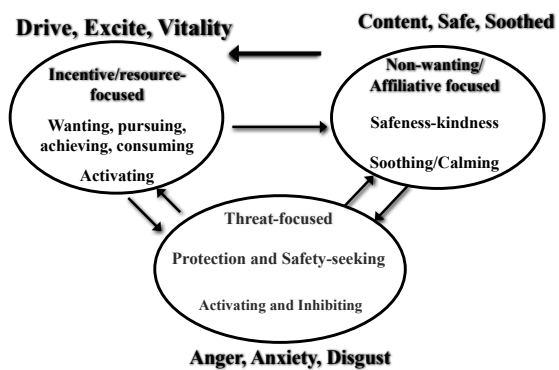 Drive, Excite, Vitality
Content, Safe, Soothed
Incentive/resource-
focused
Wanting, pursuing,
achieving, consuming
Activating
Non-wanting/
Affiliative focused
Safeness-kindness
Soothing/Calming
Threat-focused
Protection and Safety-seeking
Activating and Inhibiting
Anger, Anxiety, Disgust